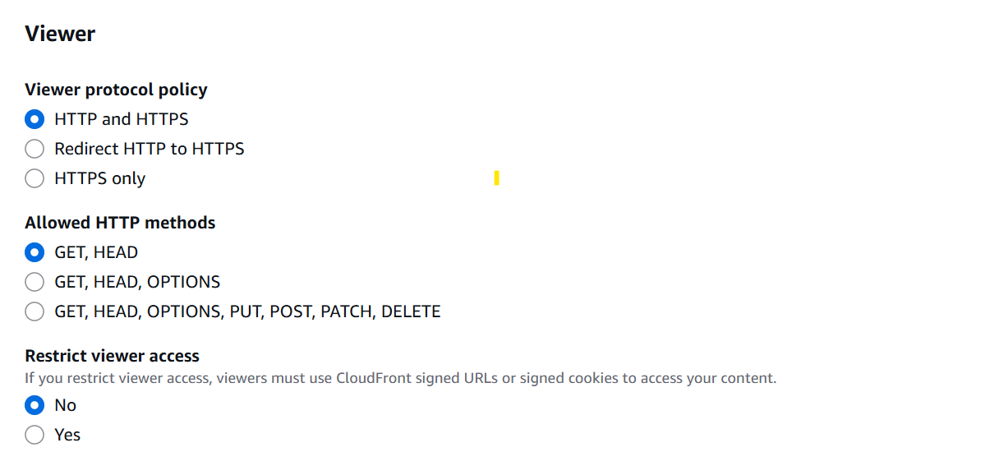 Viewer
Viewer protocol policy
HTTP and HTTPS
Redirect HTTP to HTTPS
HTTPS only
Allowed HTTP methods
GET, HEAD
GET, HEAD, OPTIONS
GET, HEAD, OPTIONS, PUT, POST, PATCH, DELETE
Restrict viewer access
If you restrict viewer access, viewers must use CloudFront signed URLs or signed cookies to access your content.
No
Yes